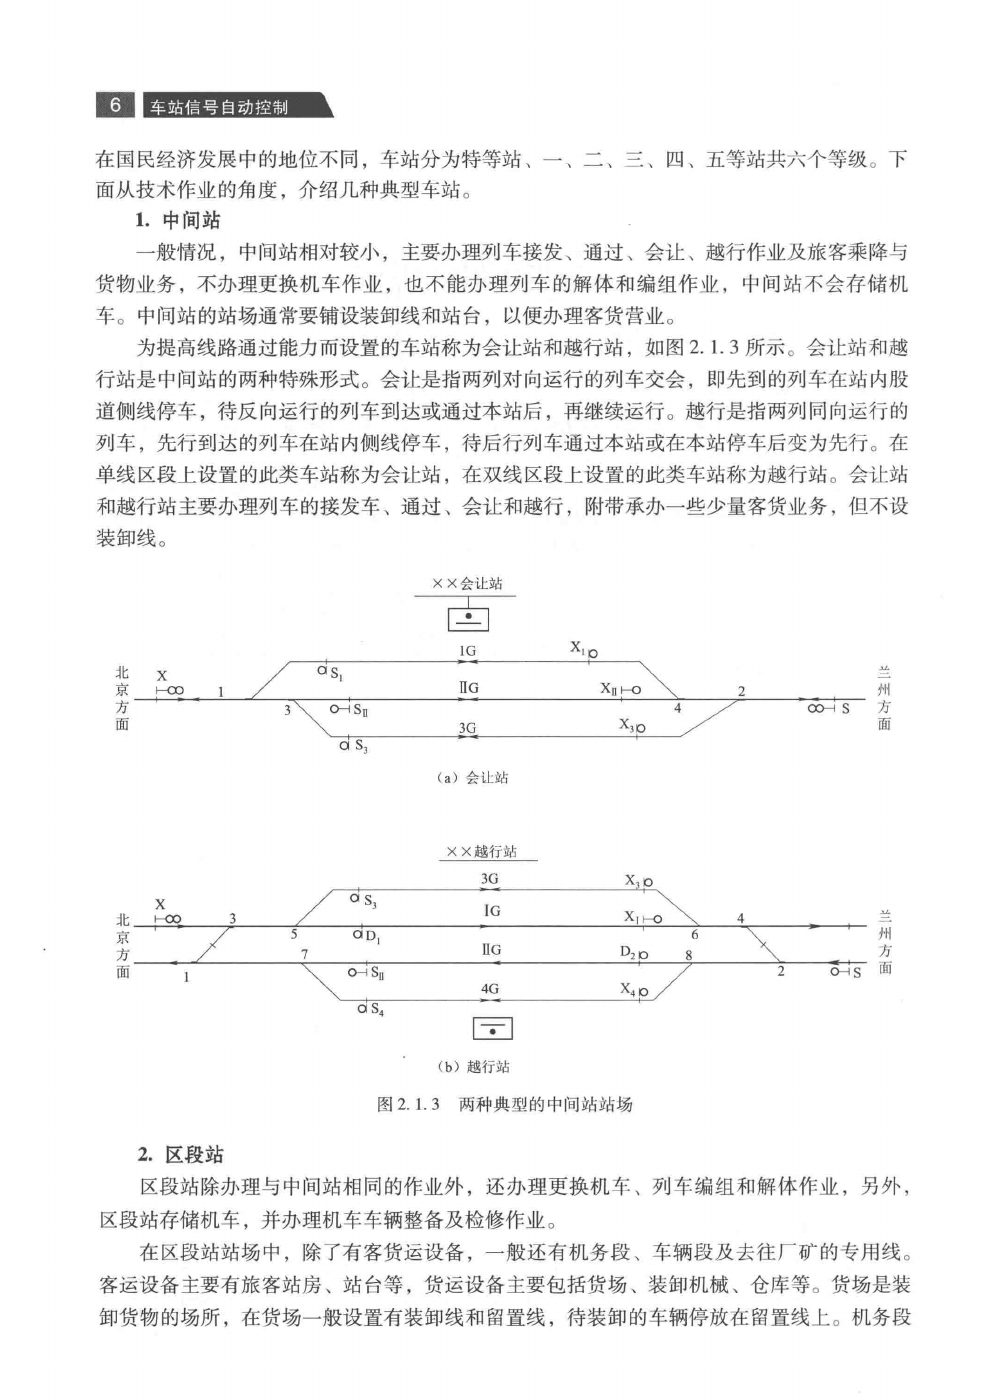 6 车站信号自动控制
在国民经济发展中的地位不同，车站分为特等站、一、二、三、四、五等站共六个等级。下
面从技术作业的角度，介绍几种典型车站。
1. 中间站
一般情况，中间站相对较小，主要办理列车接发、通过、会让、越行作业及旅客乘降与
货物业务，不办理更换机车作业，也不能办理列车的解体和编组作业，中间站不会存储机
车。中间站的站场通常要铺设装卸线和站台，以便办理客货营业。
为提高线路通过能力而设置的车站称为会让站和越行站，如图 2. 1. 3 所示。会让站和越
行站是中间站的两种特殊形式。会让是指两列对向运行的列车交会，即先到的列车在站内股
道侧线停车，待反向运行的列车到达或通过本站后，再继续运行。越行是指两列同向运行的
列车，先行到达的列车在站内侧线停车，待后行列车通过本站或在本站停车后变为先行。在
单线区段上设置的此类车站称为会让站，在双线区段上设置的此类车站称为越行站。会让站
和越行站主要办理列车的接发车、通过、会让和越行，附带承办一些少量客货业务，但不设
装卸线。
××会让站
1G X₁
北京方面 X S₁ 兰州方面
1 ⅡG X_Ⅱ 2
3 S_Ⅱ 4 S
3G X₃
S₃
（a）会让站
××越行站
3G X₃
北京方面 X S₃ 兰州方面
3 IG X_I 4
5 D₁ 6
7 ⅡG D₂ 8
1 S_Ⅱ 2 S
4G X₄
S₄
（b）越行站
图 2. 1. 3 两种典型的中间站站场
2. 区段站
区段站除办理与中间站相同的作业外，还办理更换机车、列车编组和解体作业，另外，
区段站存储机车，并办理机车车辆整备及检修作业。
在区段站站场中，除了有客货运设备，一般还有机务段、车辆段及去往厂矿的专用线。
客运设备主要有旅客站房、站台等，货运设备主要包括货场、装卸机械、仓库等。货场是装
卸货物的场所，在货场一般设置有装卸线和留置线，待装卸的车辆停放在留置线上。机务段